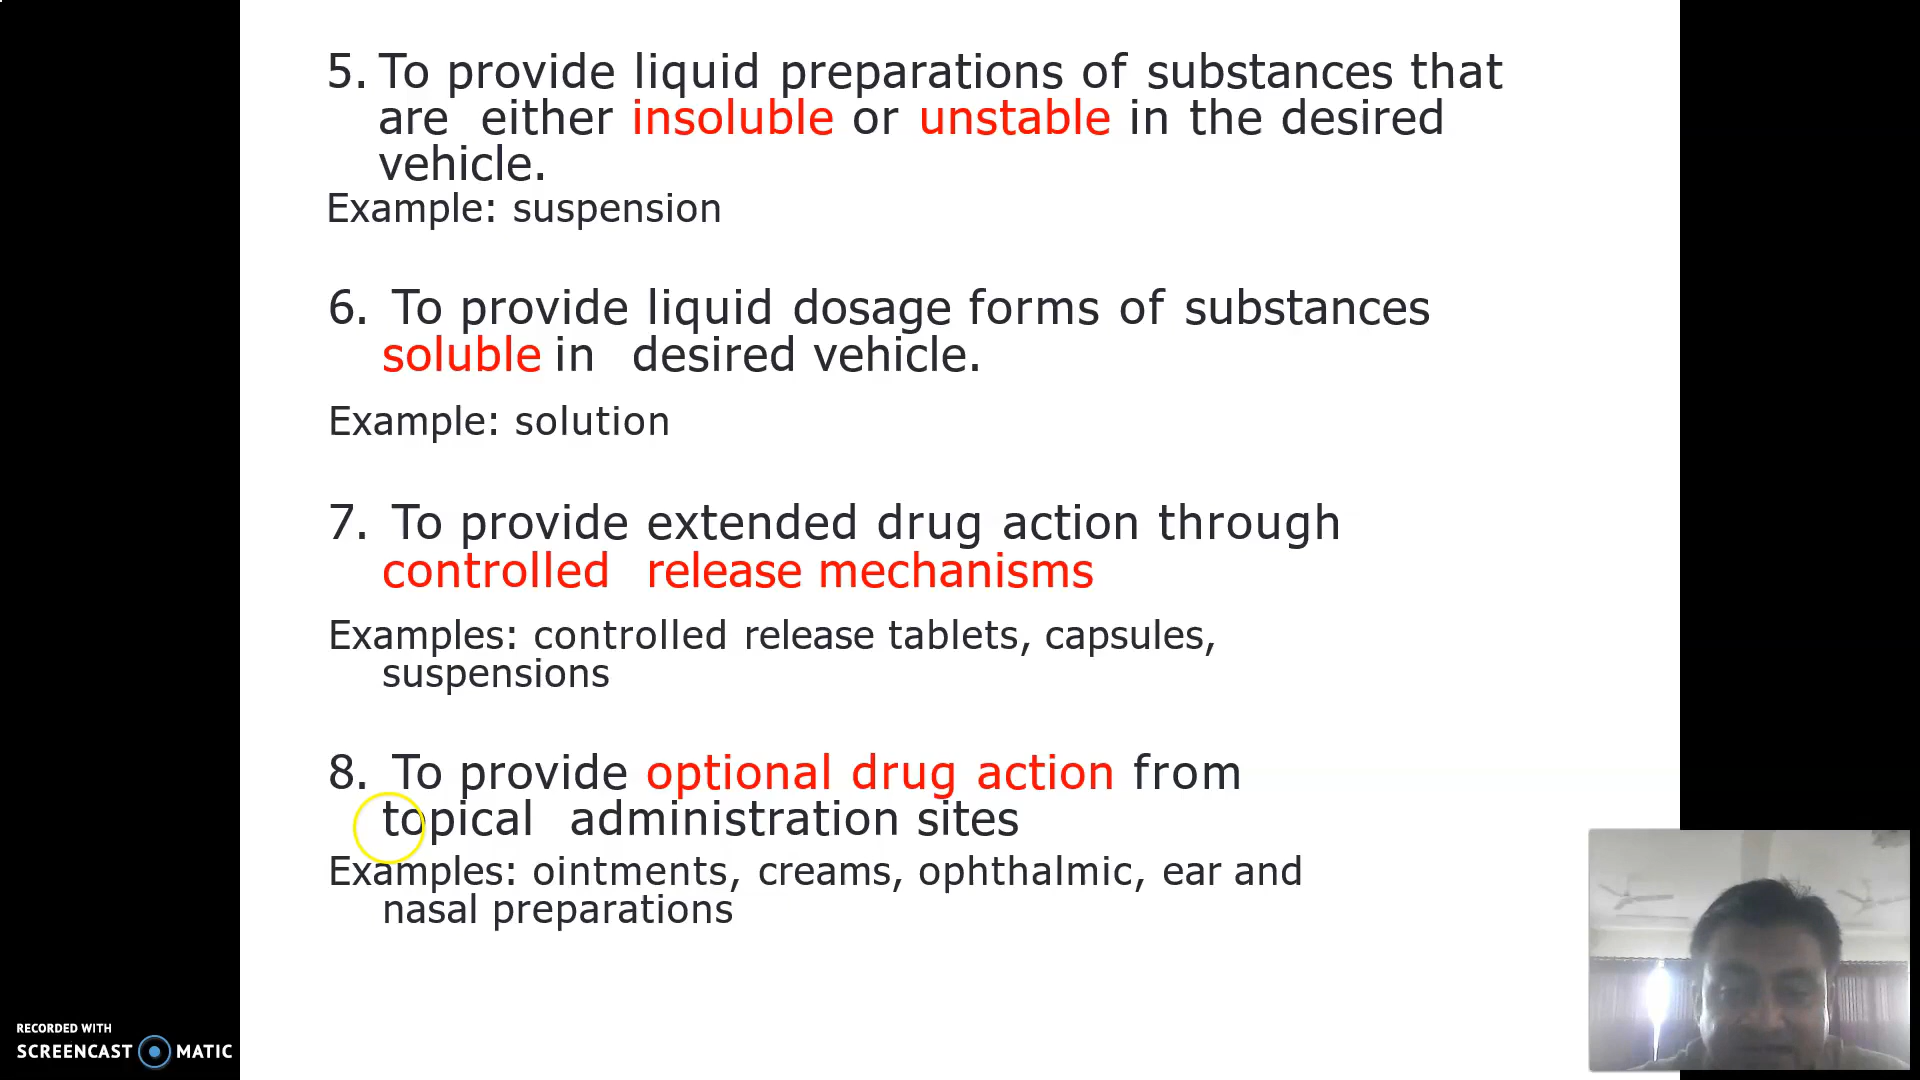 5. To provide liquid preparations of substances that
are either insoluble or unstable in the desired
vehicle.
Example: suspension
6. To provide liquid dosage forms of substances
soluble in desired vehicle.
Example: solution
7. To provide extended drug action through
controlled release mechanisms
Examples: controlled release tablets, capsules,
suspensions
8. To provide optional drug action from
topical administration sites
Examples: ointments, creams, ophthalmic, ear and
nasal preparations
RECORDED WITH
SCREENCAST MATIC